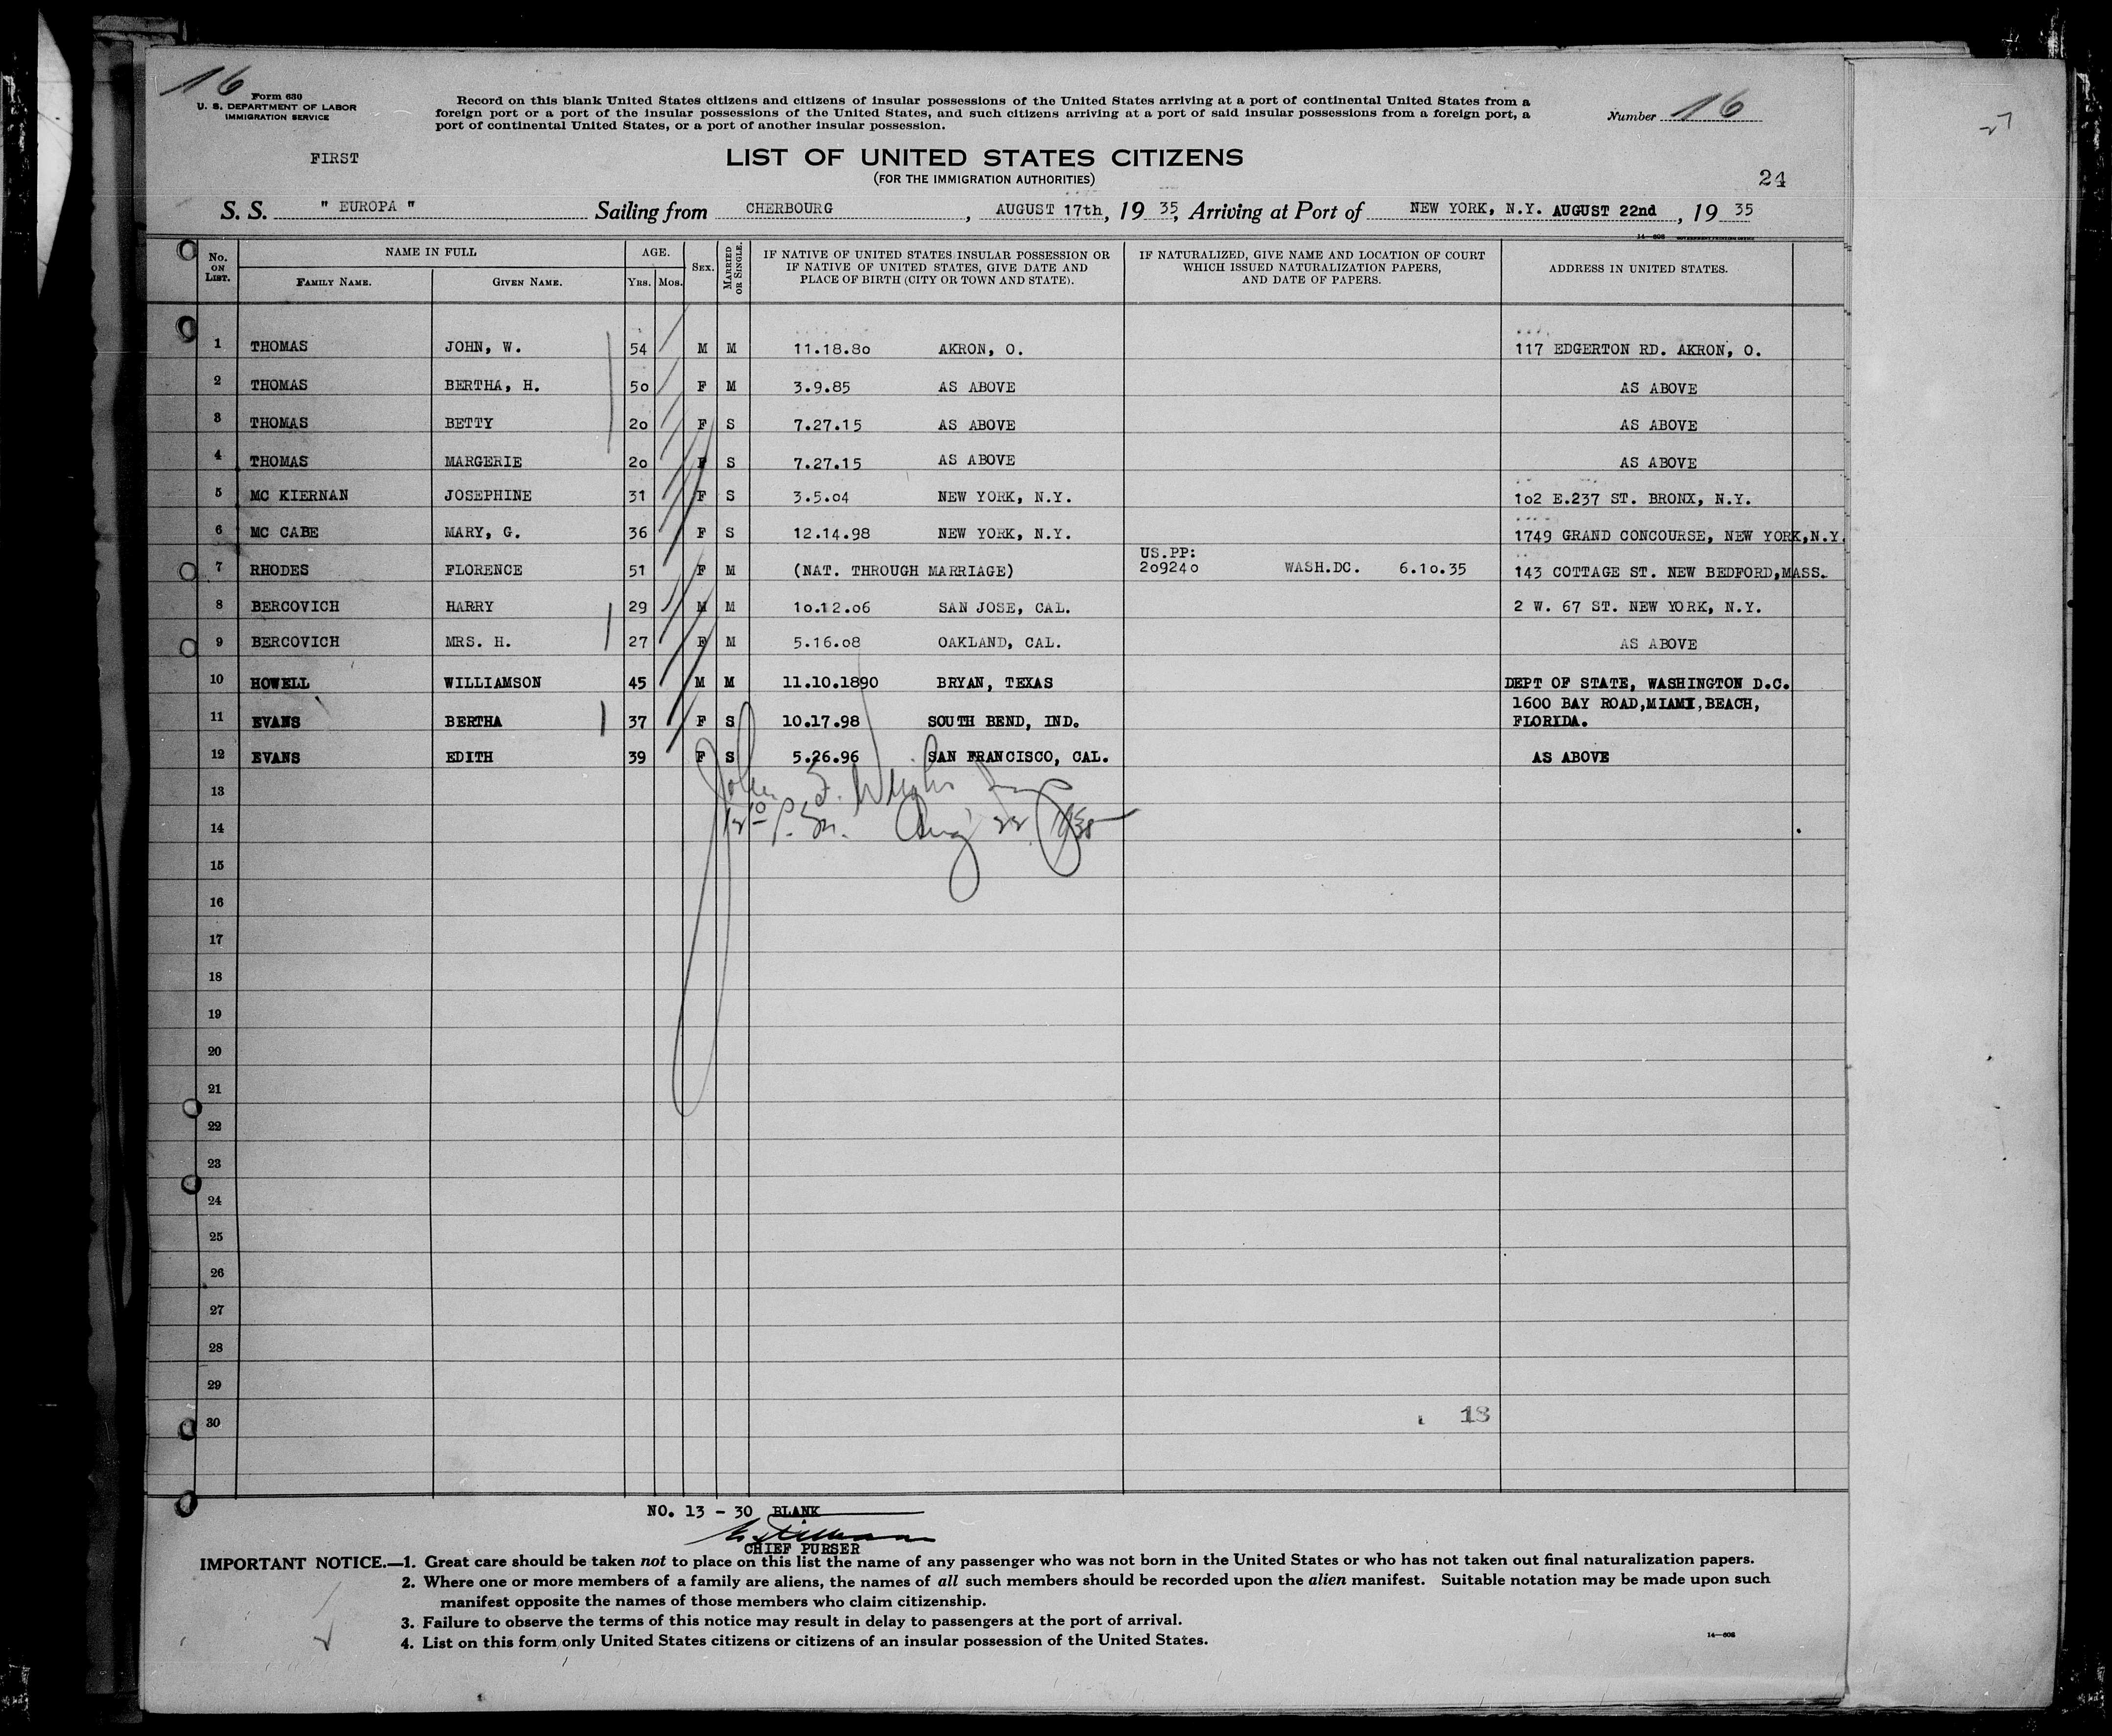 16
Form 630
U. S. DEPARTMENT OF LABOR
IMMIGRATION SERVICE
Record on this blank United States citizens and citizens of insular possessions of the United States arriving at a port of continental United States from a
foreign port or a port of the insular possessions of the United States, and such citizens arriving at a port of said insular possessions from a foreign port, a
port of continental United States, or a port of another insular possession.
Number 16
FIRST
LIST OF UNITED STATES CITIZENS
(FOR THE IMMIGRATION AUTHORITIES)
24
S. S. " EUROPA " Sailing from CHERBOURG , AUGUST 17th, 19 35, Arriving at Port of NEW YORK, N.Y. AUGUST 22nd , 19 35
No. ON LIST. NAME IN FULL FAMILY NAME. GIVEN NAME. AGE. YRS. MOS. SEX. MARRIED OR SINGLE. IF NATIVE OF UNITED STATES INSULAR POSSESSION OR IF NATIVE OF UNITED STATES, GIVE DATE AND PLACE OF BIRTH (CITY OR TOWN AND STATE). IF NATURALIZED, GIVE NAME AND LOCATION OF COURT WHICH ISSUED NATURALIZATION PAPERS, AND DATE OF PAPERS. ADDRESS IN UNITED STATES.
1 THOMAS JOHN, W. 54 M M 11.18.80 AKRON, O. 117 EDGERTON RD. AKRON, O.
2 THOMAS BERTHA, H. 50 F M 3.9.85 AS ABOVE AS ABOVE
3 THOMAS BETTY 20 F S 7.27.15 AS ABOVE AS ABOVE
4 THOMAS MARGERIE 20 F S 7.27.15 AS ABOVE AS ABOVE
5 MC KIERNAN JOSEPHINE 31 F S 3.5.04 NEW YORK, N.Y. 102 E.237 ST. BRONX, N.Y.
6 MC CABE MARY, G. 36 F S 12.14.98 NEW YORK, N.Y. 1749 GRAND CONCOURSE, NEW YORK,N.Y.
US.PP:
7 RHODES FLORENCE 51 F M (NAT. THROUGH MARRIAGE) 209240 WASH.DC. 6.10.35 143 COTTAGE ST. NEW BEDFORD,MASS.
8 BERCOVICH HARRY 29 M M 10.12.06 SAN JOSE, CAL. 2 W. 67 ST. NEW YORK, N.Y.
9 BERCOVICH MRS. H. 27 F M 5.16.08 OAKLAND, CAL. AS ABOVE
10 HOWELL WILLIAMSON 45 M M 11.10.1890 BRYAN, TEXAS DEPT OF STATE, WASHINGTON D.C.
11 EVANS BERTHA 37 F S 10.17.98 SOUTH BEND, IND. 1600 BAY ROAD,MIAMI,BEACH, FLORIDA.
12 EVANS EDITH 39 F S 5.26.96 SAN FRANCISCO, CAL. AS ABOVE
13
John F.
14
Aug 22 1935
15
16
17
18
19
20
21
22
23
24
25
26
27
28
29
30
18
NO. 13 - 30 BLANK
CHIEF PURSER
IMPORTANT NOTICE.—1. Great care should be taken not to place on this list the name of any passenger who was not born in the United States or who has not taken out final naturalization papers.
2. Where one or more members of a family are aliens, the names of all such members should be recorded upon the alien manifest. Suitable notation may be made upon such
manifest opposite the names of those members who claim citizenship.
3. Failure to observe the terms of this notice may result in delay to passengers at the port of arrival.
4. List on this form only United States citizens or citizens of an insular possession of the United States.
14—608